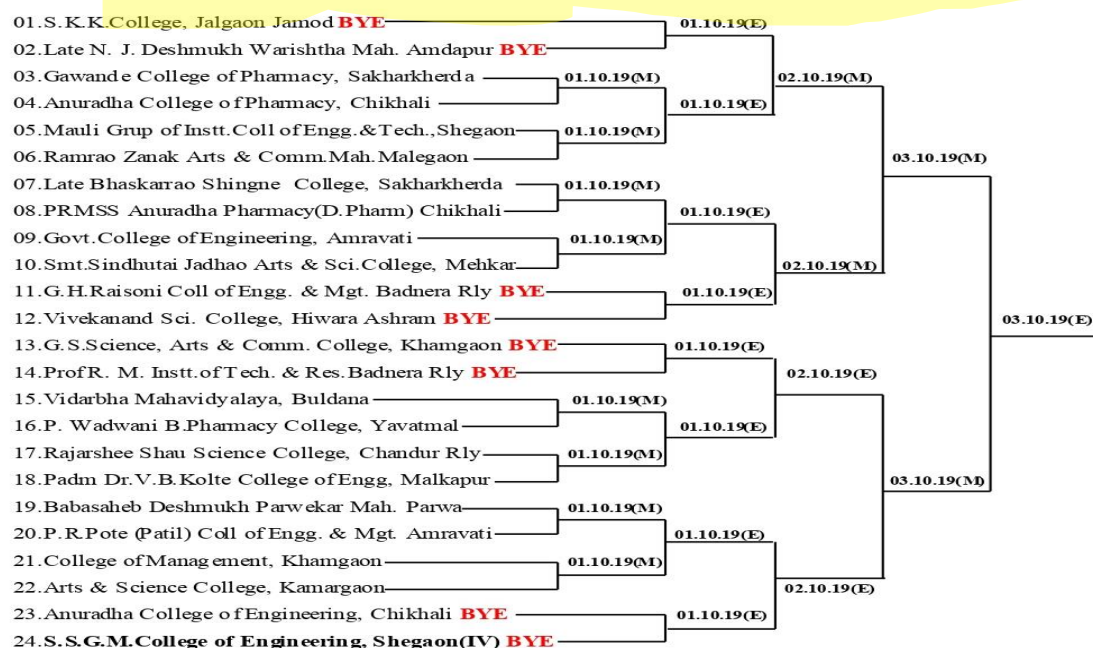 01.S.K.K.College, Jalgaon Jamod BYE
01.10.19(E)
02.Late N. J. Deshmukh Warishtha Mah. Amdapur BYE
03.Gawande College of Pharmacy, Sakharkherda
01.10.19(M)
02.10.19(M)
04.Anuradha College of Pharmacy, Chikhali
01.10.19(E)
05.Mauli Grup of Instt.Coll of Engg.&Tech.,Shegaon
01.10.19(M)
06.Ramrao Zanak Arts & Comm.Mah.Malegaon
03.10.19(M)
07.Late Bhaskarrao Shingne College, Sakharkherda
01.10.19(M)
08.PRMSS Anuradha Pharmacy(D.Pharm) Chikhali
01.10.19(E)
09.Govt.College of Engineering, Amravati
01.10.19(M)
10.Smt.Sindhutai Jadhao Arts & Sci.College, Mehkar
02.10.19(M)
11.G.H.Raisoni Coll of Engg. & Mgt. Badnera Rly BYE
01.10.19(E)
12.Vivekanand Sci. College, Hiwara Ashram BYE
03.10.19(E)
13.G.S.Science, Arts & Comm. College, Khamgaon BYE
01.10.19(E)
14.Prof R. M. Instt.of Tech. & Res.Badnera Rly BYE
02.10.19(E)
15.Vidarbha Mahavidyalaya, Buldana
01.10.19(M)
16.P. Wadwani B.Pharmacy College, Yavatmal
01.10.19(E)
17.Rajarshee Shau Science College, Chandur Rly
01.10.19(M)
18.Padm Dr.V.B.Kolte College of Engg, Malkapur
03.10.19(M)
19.Babasaheb Deshmukh Parwekar Mah. Parwa
01.10.19(M)
20.P.R.Pote (Patil) Coll of Engg. & Mgt. Amravati
01.10.19(E)
21.College of Management, Khamgaon
01.10.19(M)
22.Arts & Science College, Kamargaon
02.10.19(E)
23.Anuradha College of Engineering, Chikhali BYE
01.10.19(E)
24.S.S.G.M.College of Engineering, Shegaon(IV) BYE